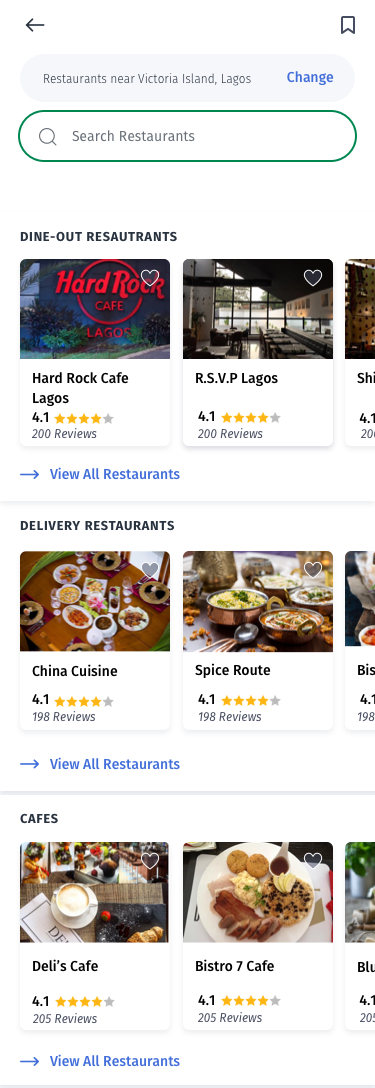 Restaurants near Victoria Island, Lagos
Change
Search Restaurants
DINE-OUT RESAUTRANTS
Hard Rock
CAFE
LAGOS
Hard Rock Cafe
Lagos
4.1
200 Reviews
R.S.V.P Lagos
4.1
200 Reviews
Shi
4.1
200
View All Restaurants
DELIVERY RESTAURANTS
China Cuisine
4.1
198 Reviews
Spice Route
4.1
198 Reviews
Bis
4.1
198
View All Restaurants
CAFES
DELI
Deli’s Cafe
4.1
205 Reviews
Bistro 7 Cafe
4.1
205 Reviews
Blu
4.1
205
View All Restaurants